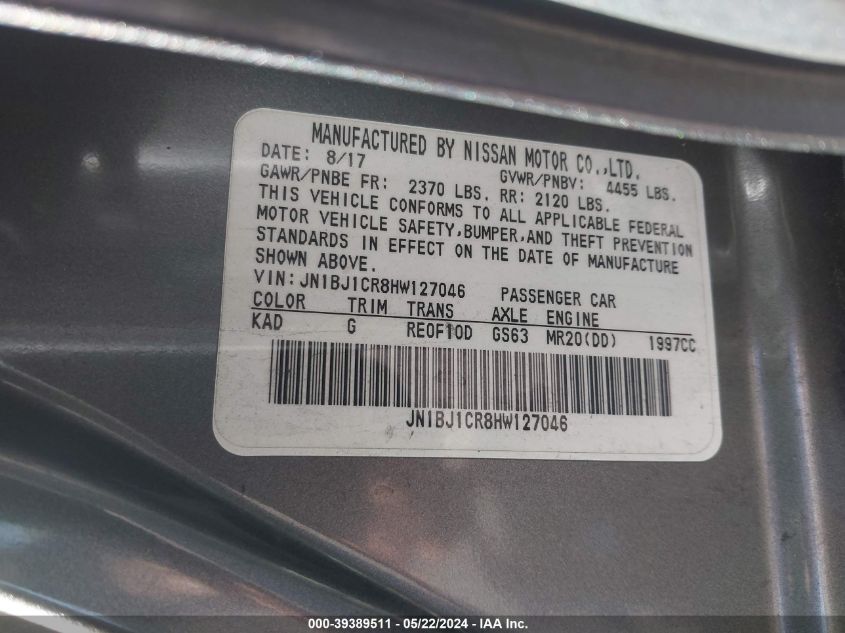 MANUFACTURED BY NISSAN MOTOR CO.,LTD.
DATE: 8/17 GVWR/PNBV: 4455 LBS.
GAWR/PNBE FR: 2370 LBS. RR: 2120 LBS.
THIS VEHICLE CONFORMS TO ALL APPLICABLE FEDERAL
MOTOR VEHICLE SAFETY,BUMPER,AND THEFT PREVENTION
STANDARDS IN EFFECT ON THE DATE OF MANUFACTURE
SHOWN ABOVE.
VIN:JN1BJ1CR8HW127046 PASSENGER CAR
COLOR TRIM TRANS AXLE ENGINE
KAD G RE0F10D GS63 MR20(DD) 1997CC
JN1BJ1CR8HW127046
000-39389511 - 05/22/2024 - IAA Inc.